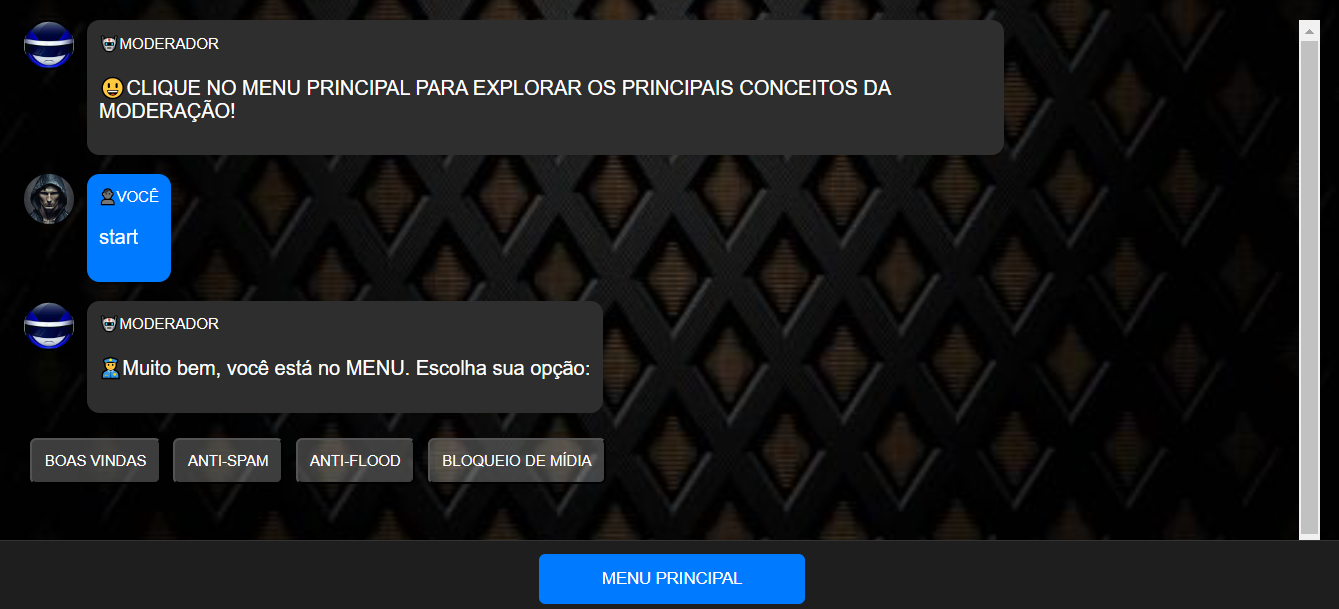 MODERADOR
😃CLIQUE NO MENU PRINCIPAL PARA EXPLORAR OS PRINCIPAIS CONCEITOS DA
MODERAÇÃO!
VOCÊ
start
MODERADOR
Muito bem, você está no MENU. Escolha sua opção:
BOAS VINDAS ANTI-SPAM ANTI-FLOOD BLOQUEIO DE MÍDIA
MENU PRINCIPAL